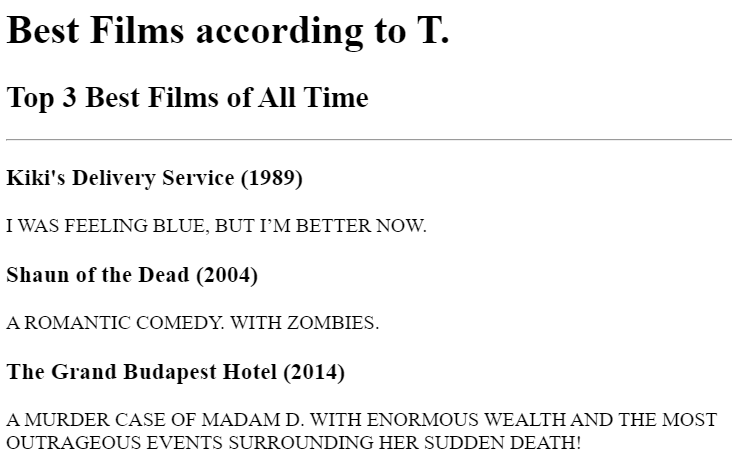 Best Films according to T.
Top 3 Best Films of All Time
Kiki's Delivery Service (1989)
I WAS FEELING BLUE, BUT I’M BETTER NOW.
Shaun of the Dead (2004)
A ROMANTIC COMEDY. WITH ZOMBIES.
The Grand Budapest Hotel (2014)
A MURDER CASE OF MADAM D. WITH ENORMOUS WEALTH AND THE MOST
OUTRAGEOUS EVENTS SURROUNDING HER SUDDEN DEATH!